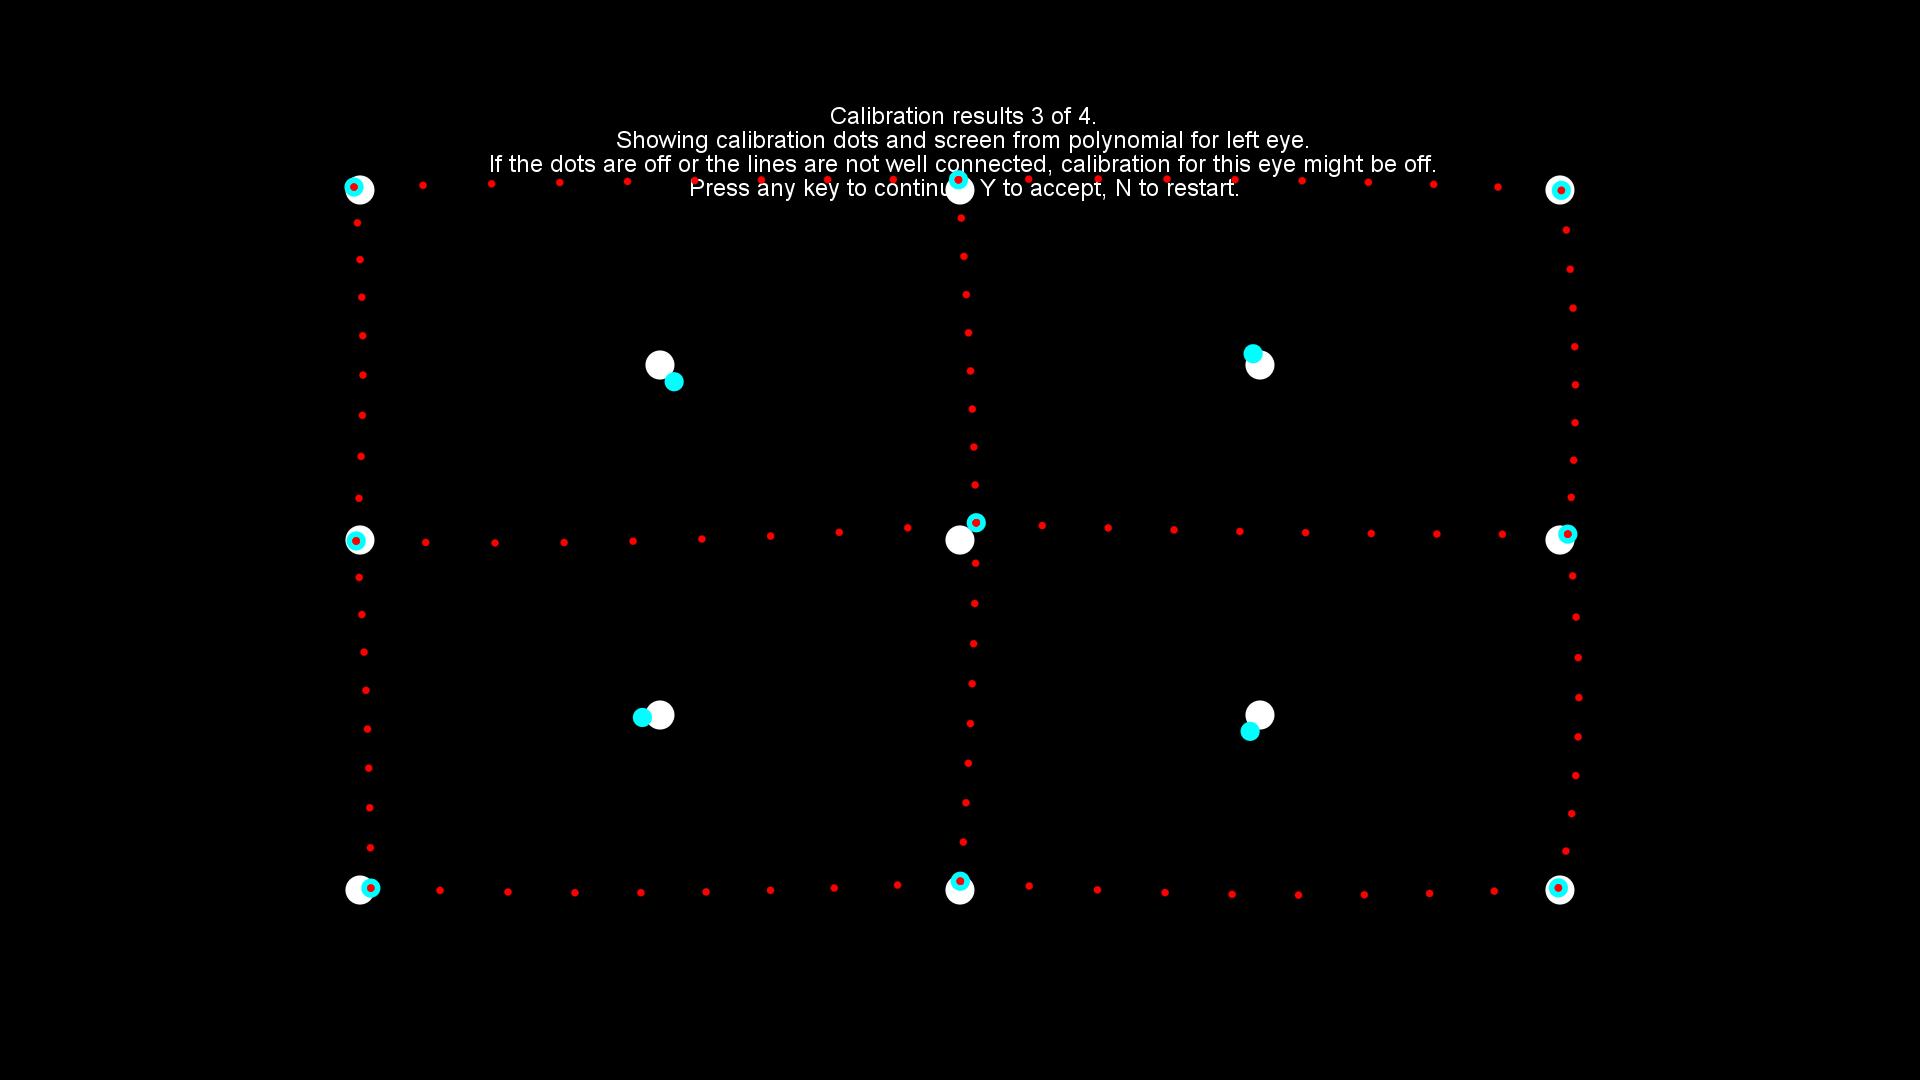 Calibration results 3 of 4.
Showing calibration dots and screen from polynomial for left eye.
If the dots are off or the lines are not well connected, calibration for this eye might be off.
Press any key to continue, Y to accept, N to restart.